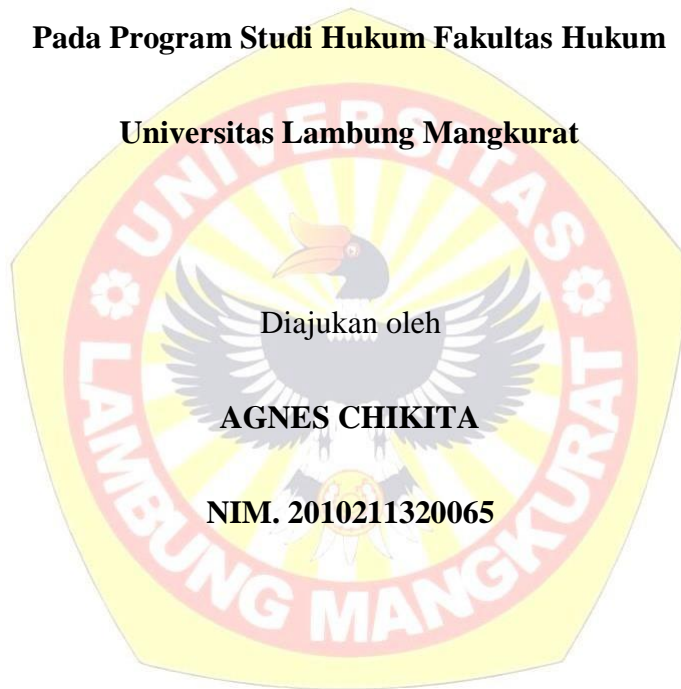 Pada Program Studi Hukum Fakultas Hukum
Universitas Lambung Mangkurat
UNIVERSITAS
Diajukan oleh
AGNES CHIKITA
NIM. 2010211320065
LAMBUNG MANGKURAT